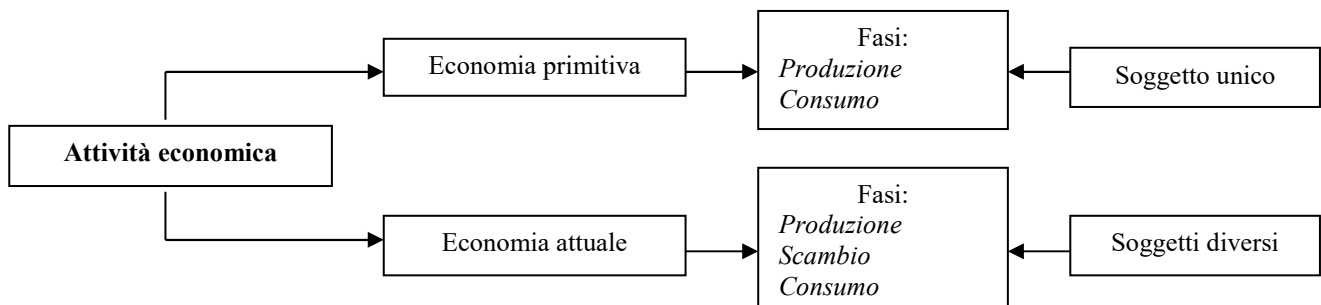 Economia primitiva
Fasi:
Produzione
Consumo
Soggetto unico
Attività economica
Economia attuale
Fasi:
Produzione
Scambio
Consumo
Soggetti diversi